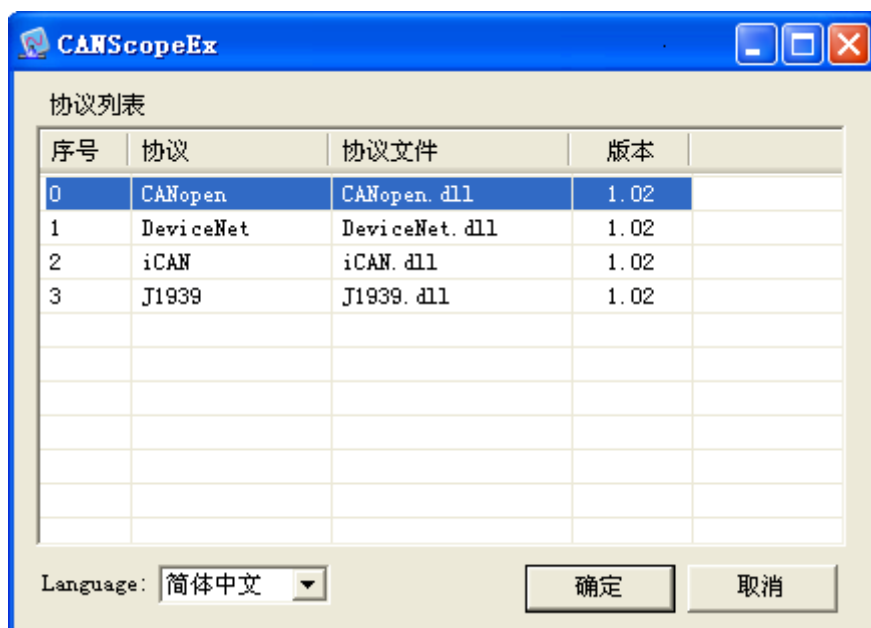 CANScopeEx
协议列表
序号 协议 协议文件 版本
0 CANopen CANopen.dll 1.02
1 DeviceNet DeviceNet.dll 1.02
2 iCAN iCAN.dll 1.02
3 J1939 J1939.dll 1.02
Language: 简体中文 确定 取消